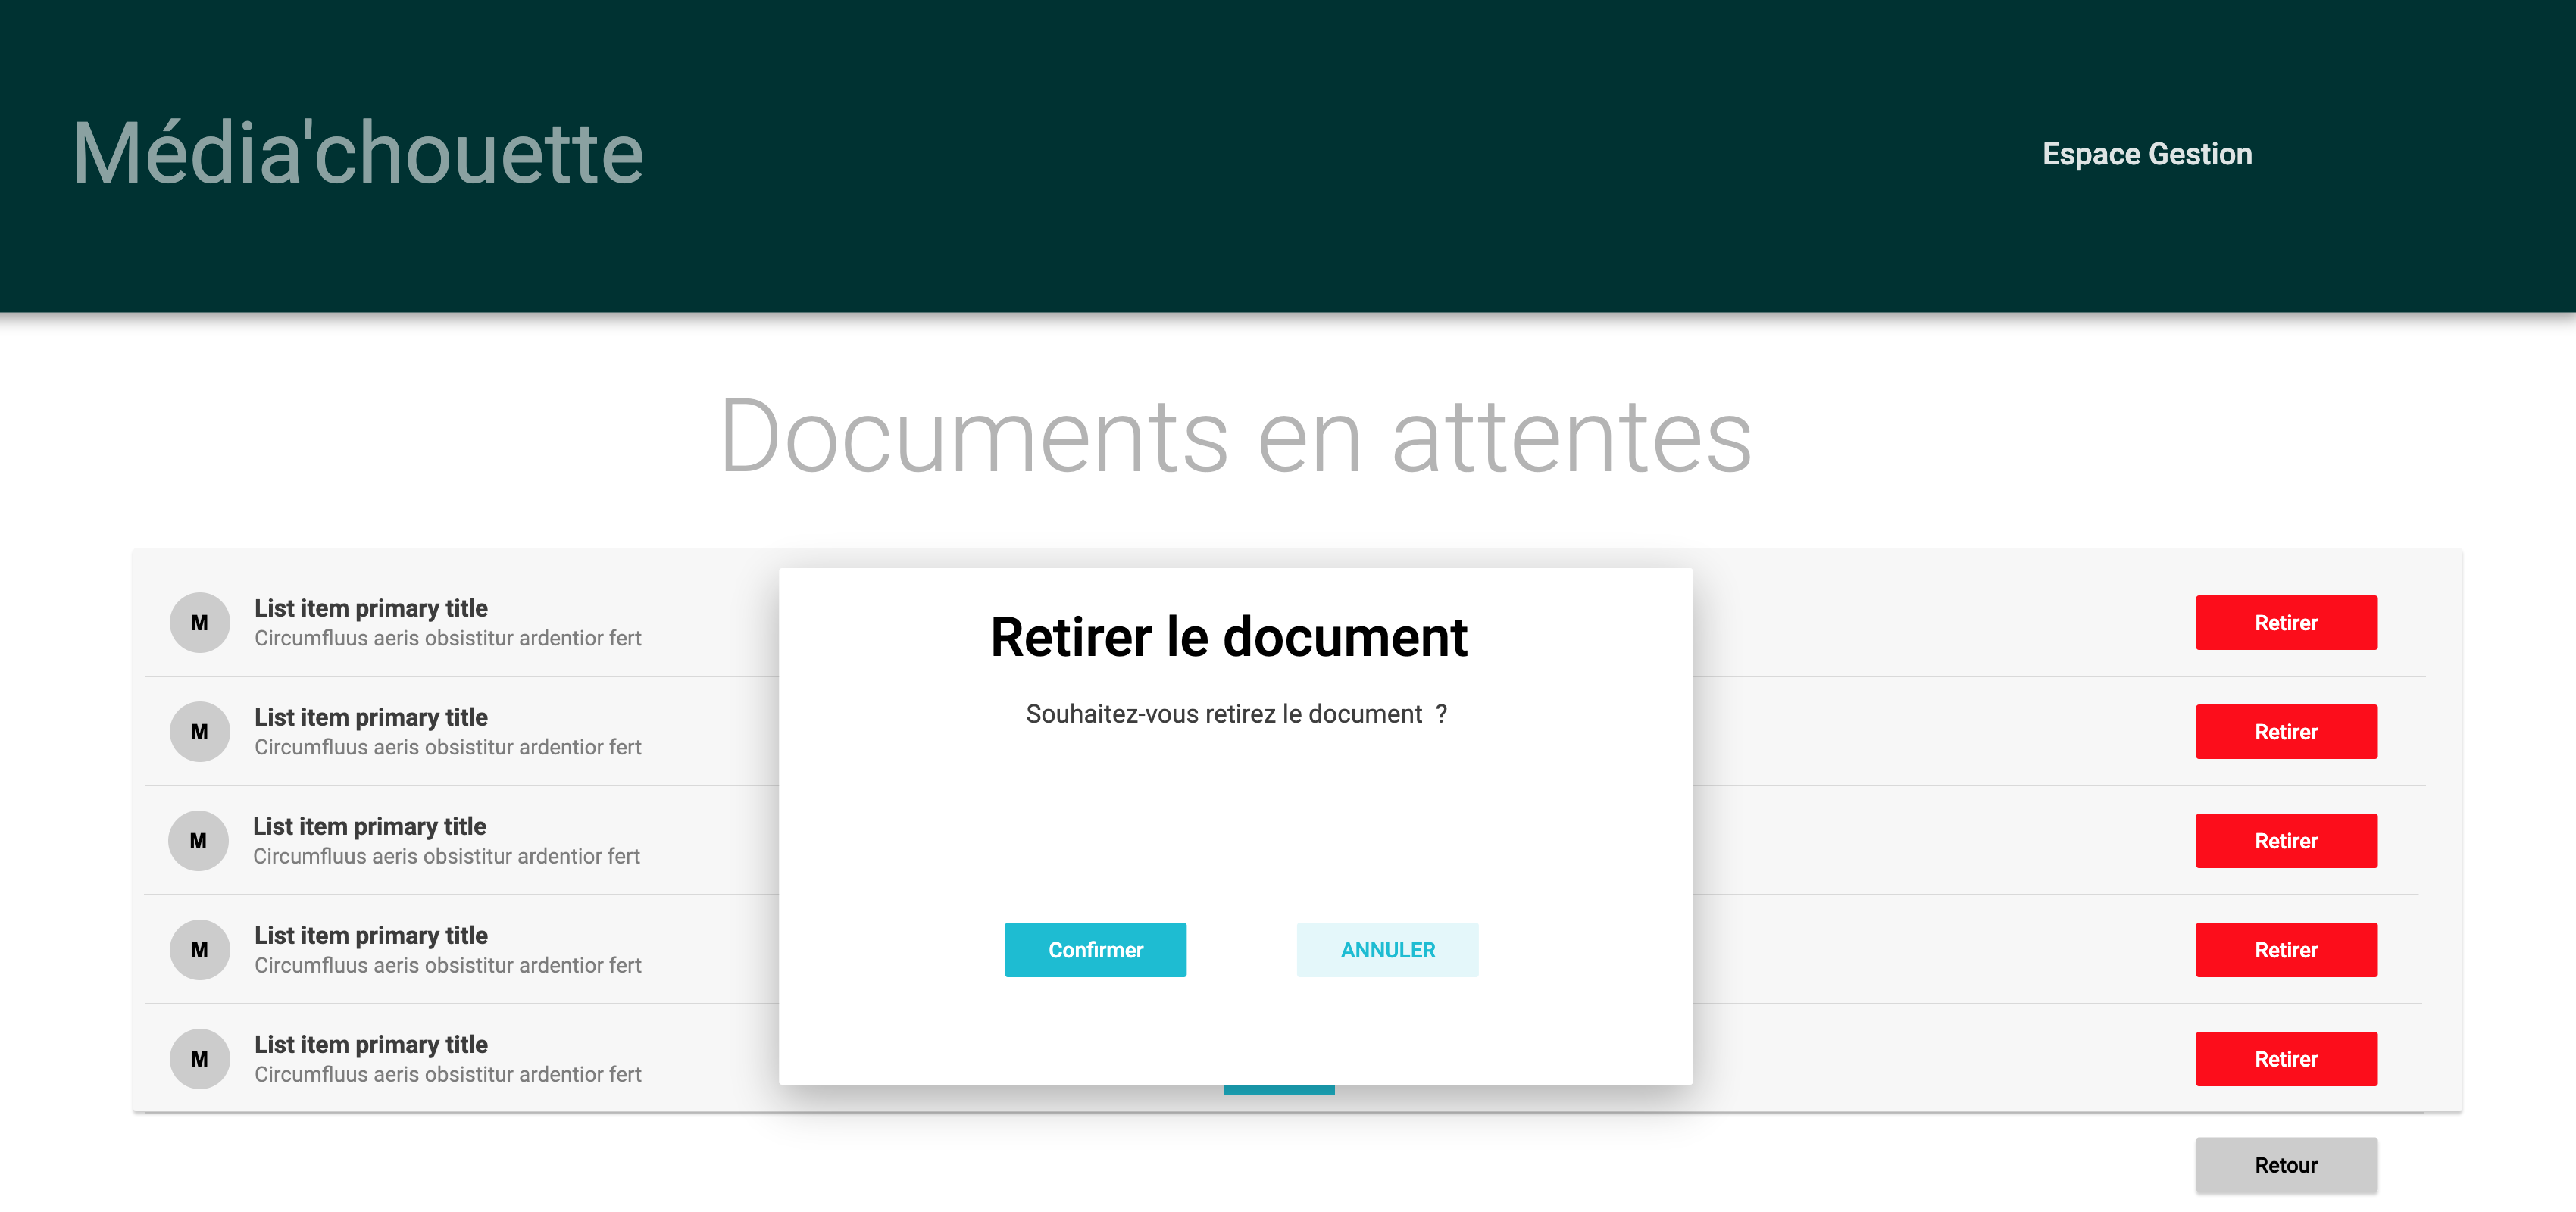 Média'chouette
Espace Gestion
Documents en attentes
M
List item primary title
Circumfluus aeris obsistitur ardentior fert
Retirer
M
List item primary title
Circumfluus aeris obsistitur ardentior fert
Retirer
M
List item primary title
Circumfluus aeris obsistitur ardentior fert
Retirer
M
List item primary title
Circumfluus aeris obsistitur ardentior fert
Retirer
M
List item primary title
Circumfluus aeris obsistitur ardentior fert
Retirer
Retirer le document
Souhaitez-vous retirez le document  ?
Confirmer
ANNULER
Retour